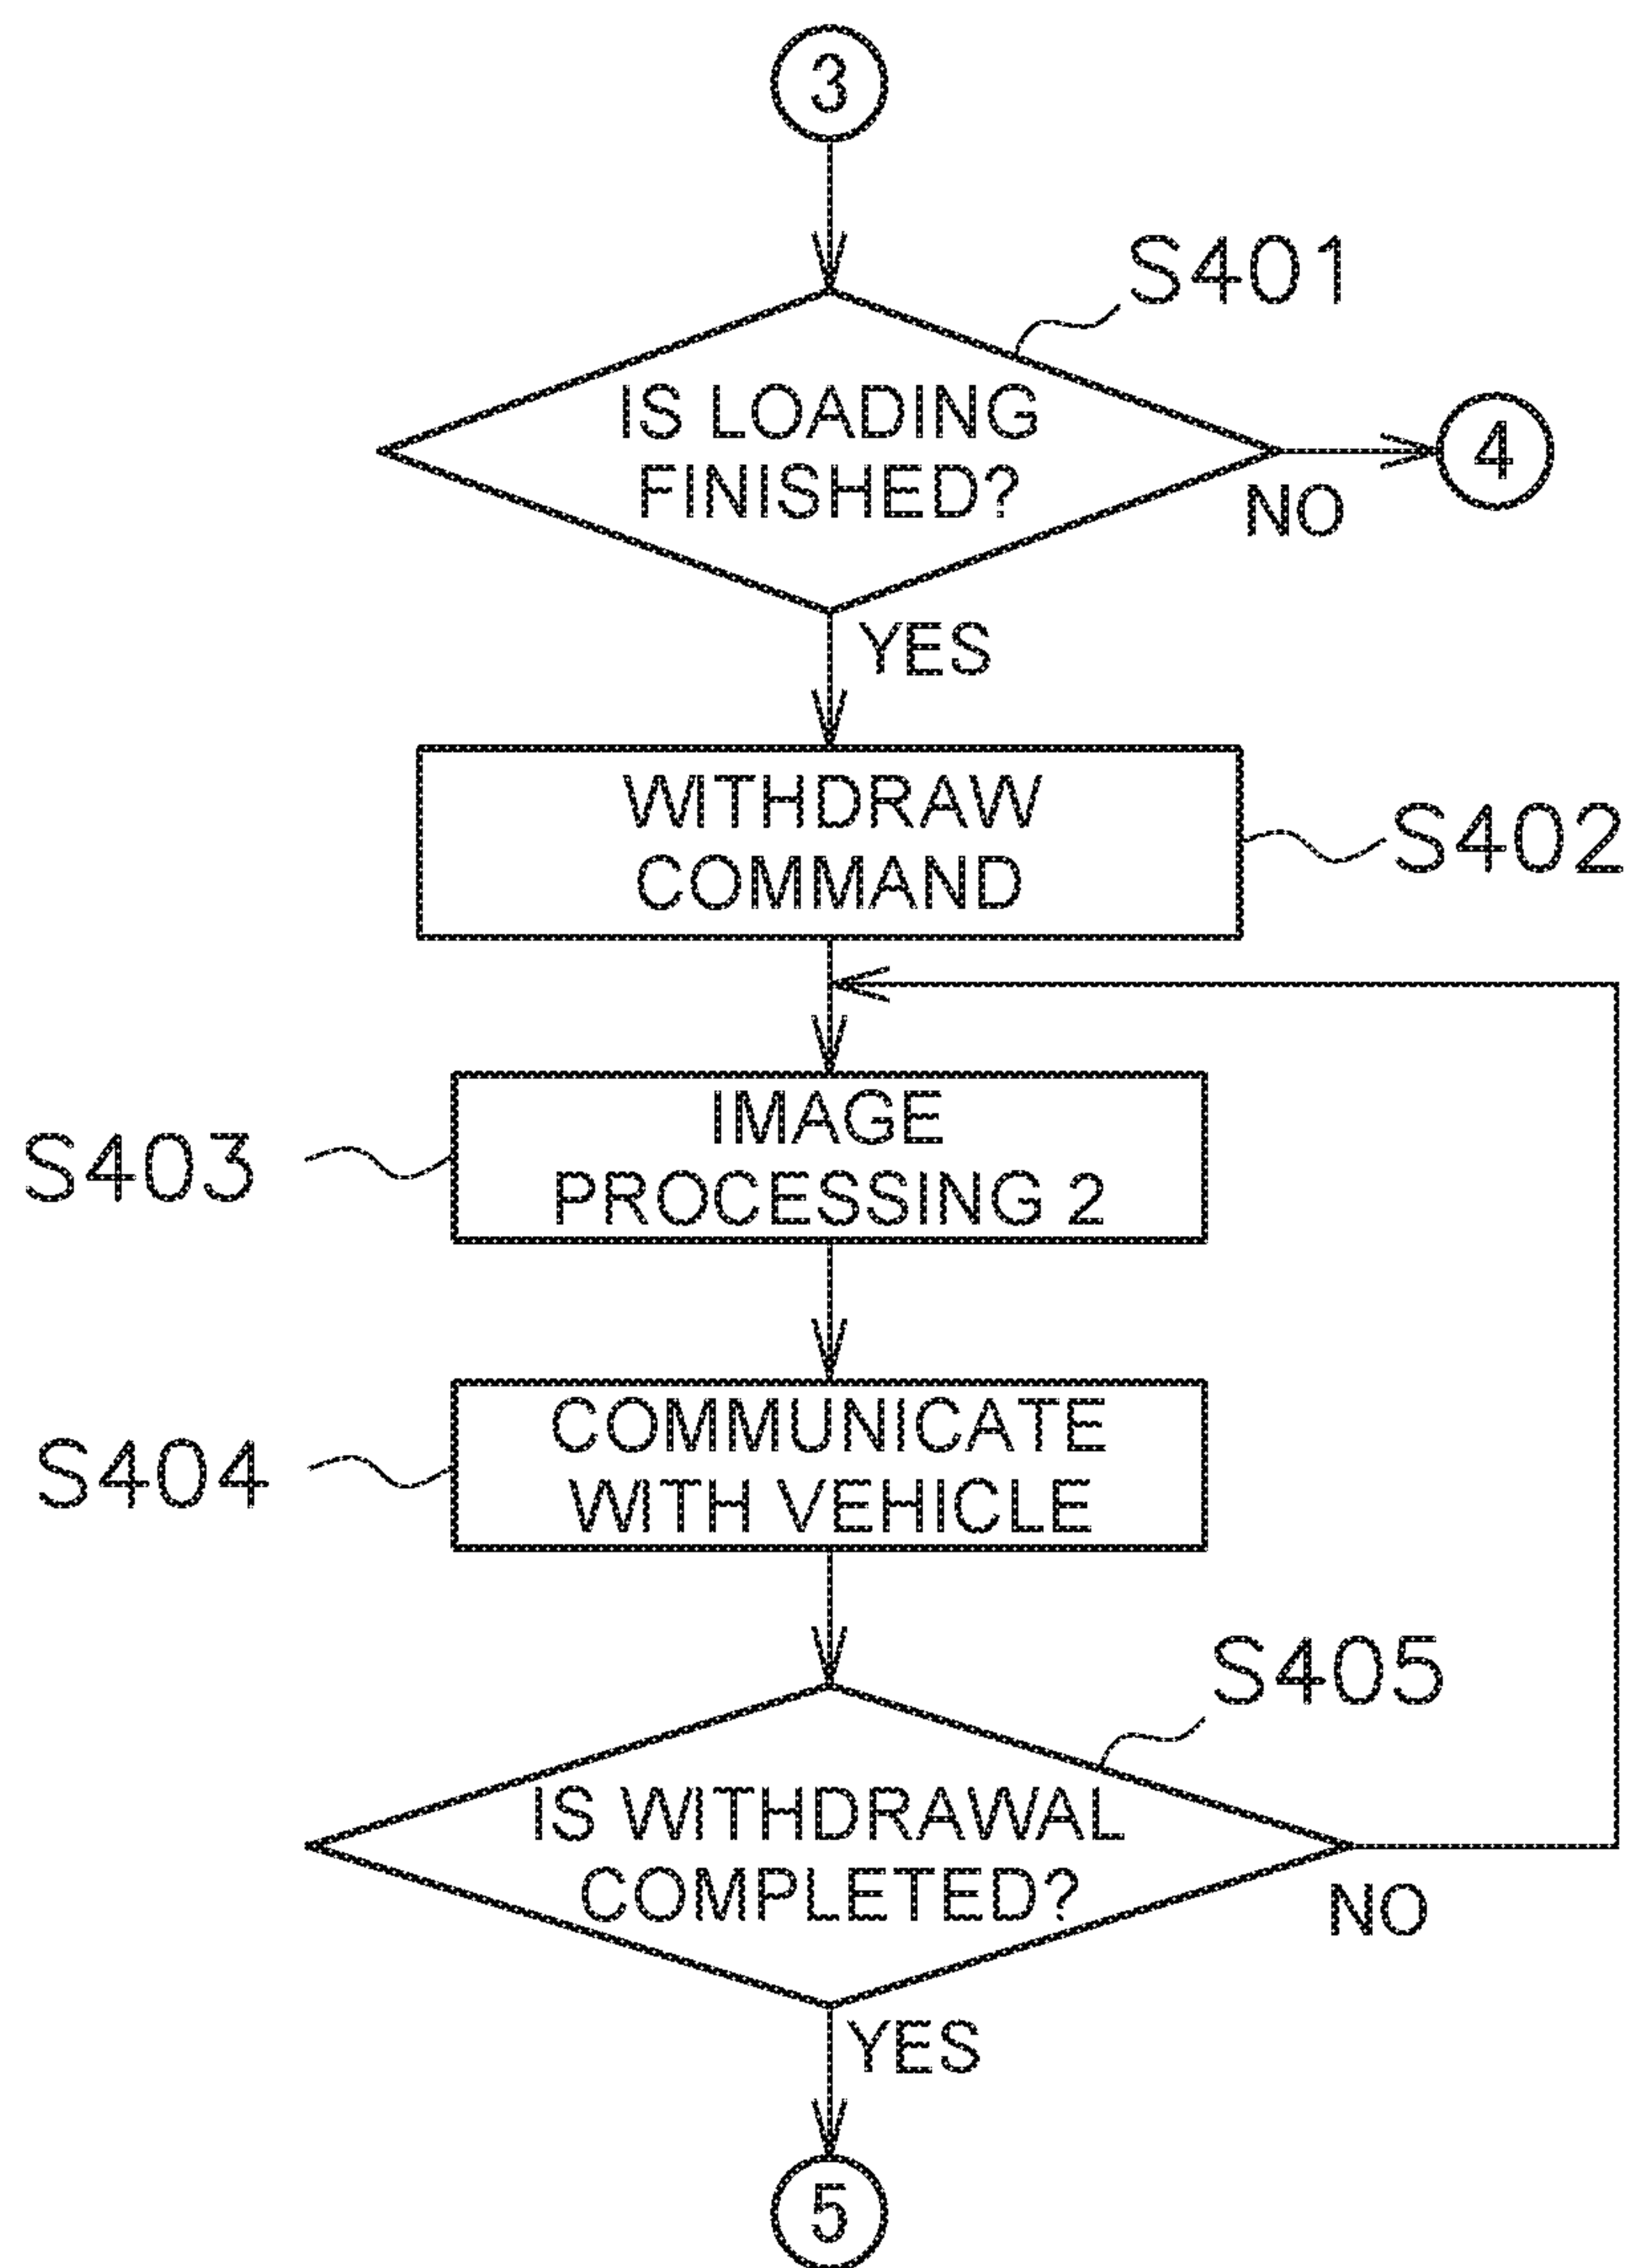 3
S401
IS LOADING
FINISHED?
4
NO
YES
WITHDRAW
COMMAND
S402
IMAGE
PROCESSING 2
S403
COMMUNICATE
WITH VEHICLE
S404
S405
IS WITHDRAWAL
COMPLETED?
NO
YES
5